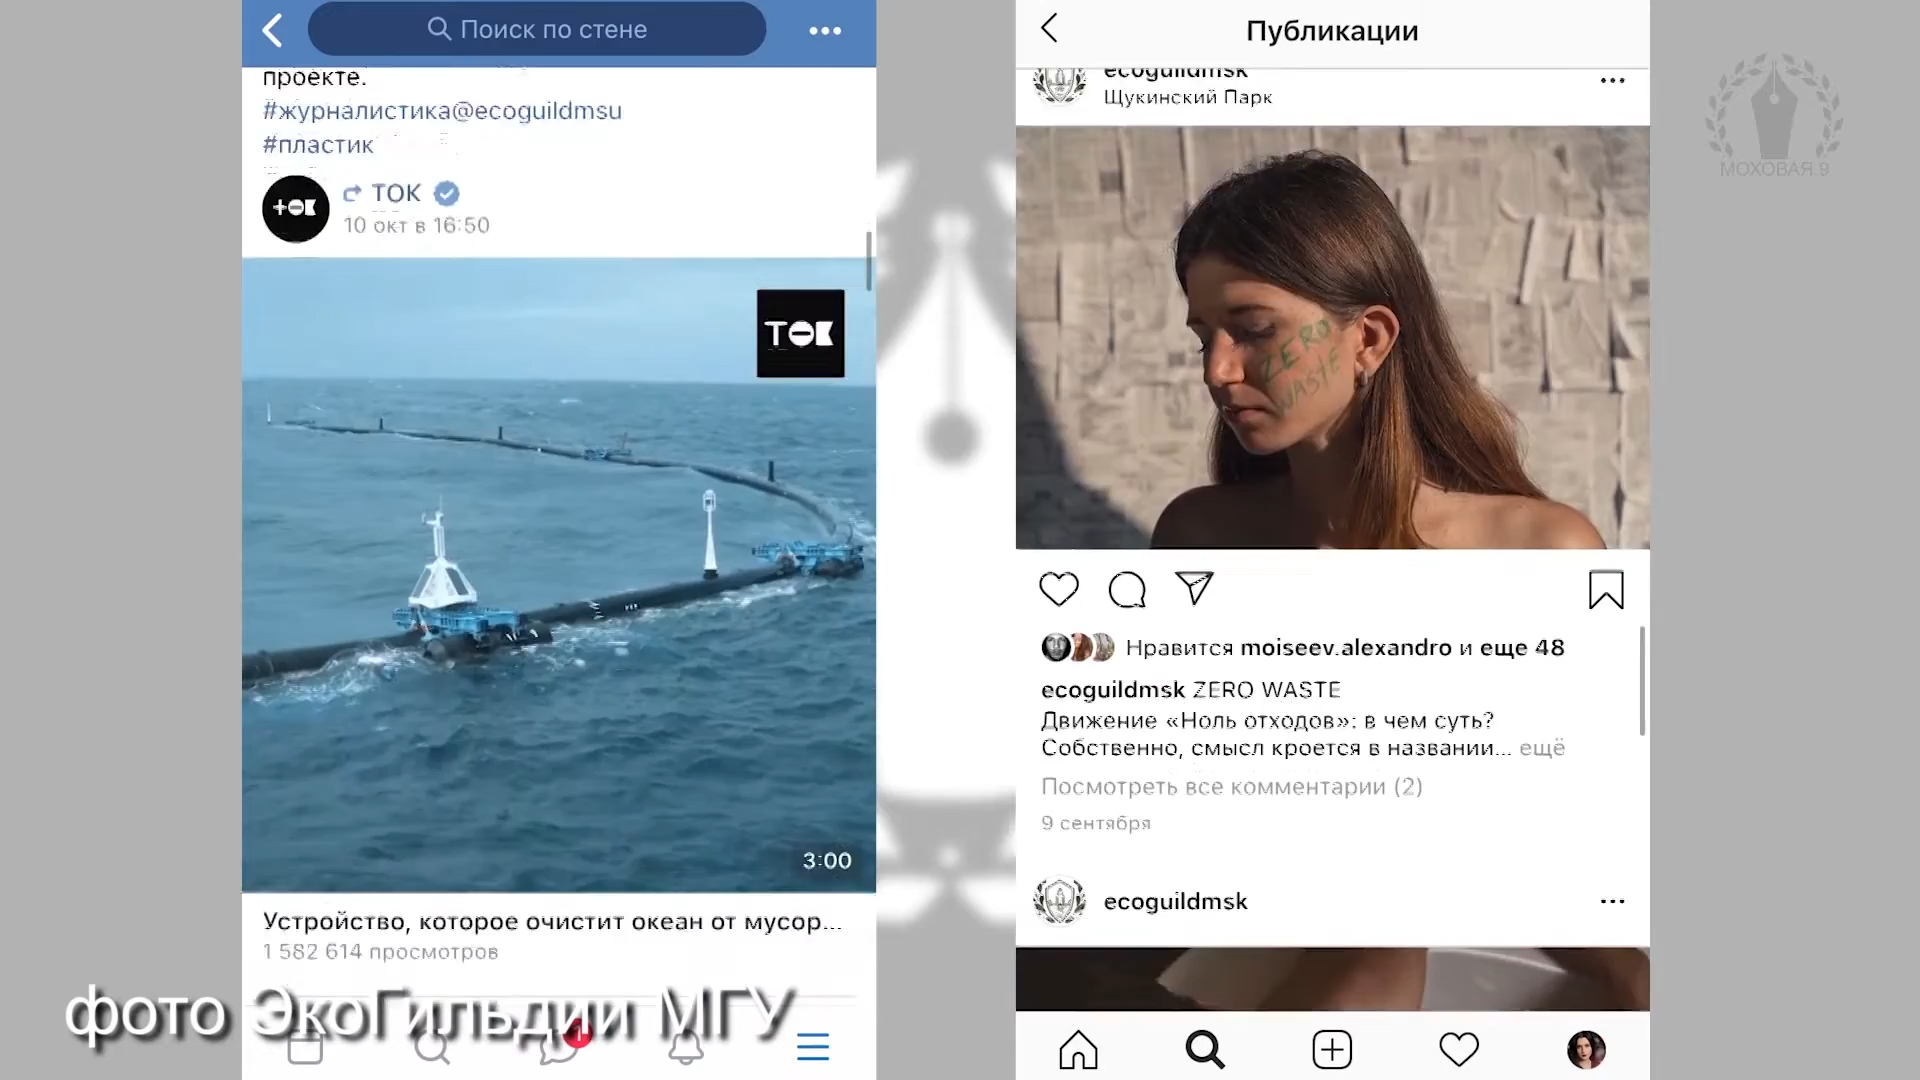 Поиск по стене
проекте.
#журналистика@ecoguildmsu
#пластик
ТОК
ТОК
10 окт в 16:50
ТОК
3:00
Устройство, которое очистит океан от мусор...
1 582 614 просмотров
1
фото ЭкоГильдии МГУ
Публикации
ecoguildmsk
Щукинский Парк
ZERO
WASTE
Нравится moiseev.alexandro и еще 48
ecoguildmsk ZERO WASTE
Движение «Ноль отходов»: в чем суть?
Собственно, смысл кроется в названии... ещё
Посмотреть все комментарии (2)
9 сентября
ecoguildmsk
МОХОВАЯ.9